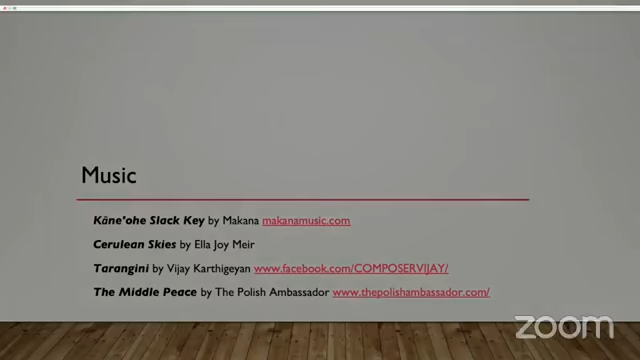 Music
Kāne'ohe Slack Key by Makana makanamusic.com
Cerulean Skies by Ella Joy Meir
Tarangini by Vijay Karthigeyan www.facebook.com/COMPOSERVIJAY/
The Middle Peace by The Polish Ambassador www.thepolishambassador.com/
zoom